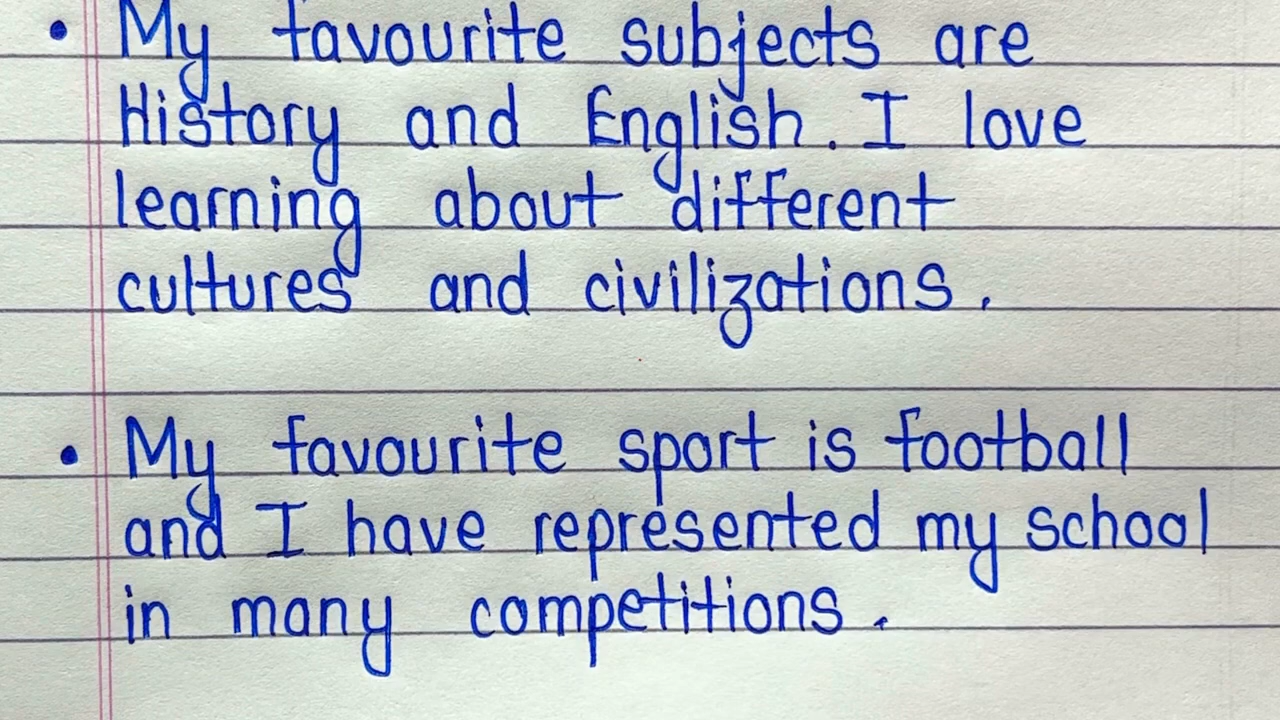 • My favourite subjects are
History and English. I love
learning about different
cultures and civilizations.
• My favourite sport is football
and I have represented my school
in many competitions.